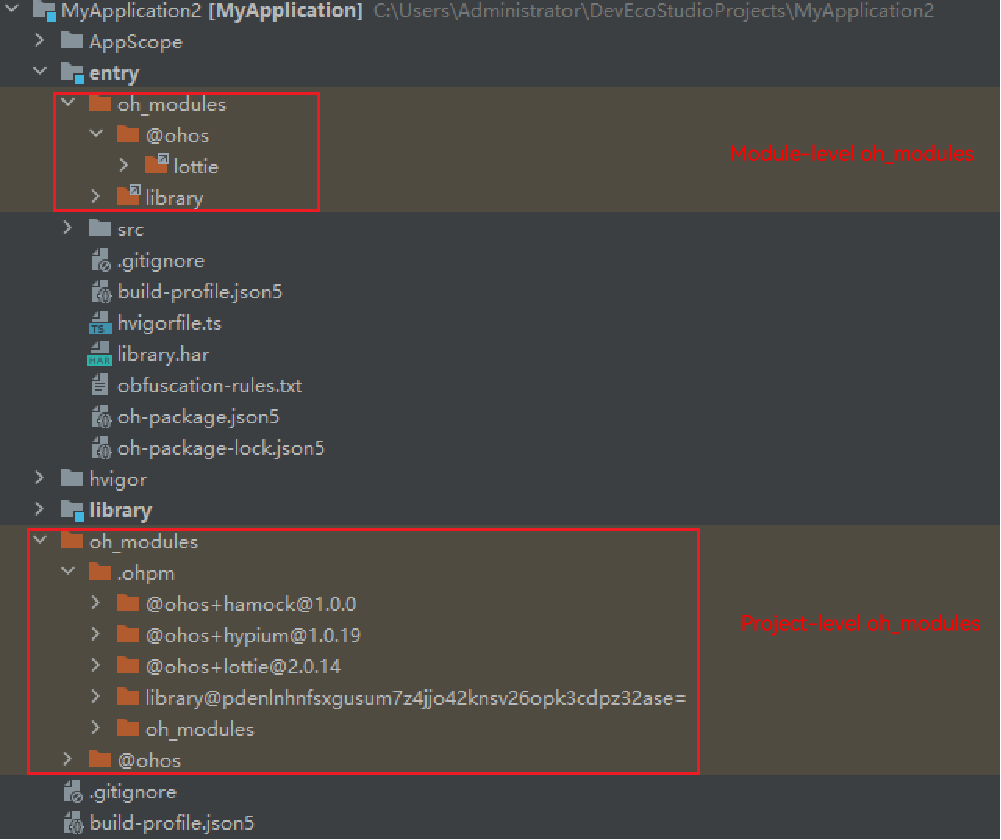 MyApplication2 [MyApplication] C:\Users\Administrator\DevEcoStudioProjects\MyApplication2
AppScope
entry
oh_modules
@ohos
Module-level oh_modules
lottie
library
src
.gitignore
build-profile.json5
hvigorfile.ts
library.har
obfuscation-rules.txt
oh-package.json5
oh-package-lock.json5
hvigor
library
oh_modules
.ohpm
@ohos+hamock@1.0.0
@ohos+hypium@1.0.19
Project-level oh_modules
@ohos+lottie@2.0.14
library@pdenlnhnfsxgusum7z4jjo42knsv26opk3cdpz32ase=
oh_modules
@ohos
.gitignore
build-profile.json5